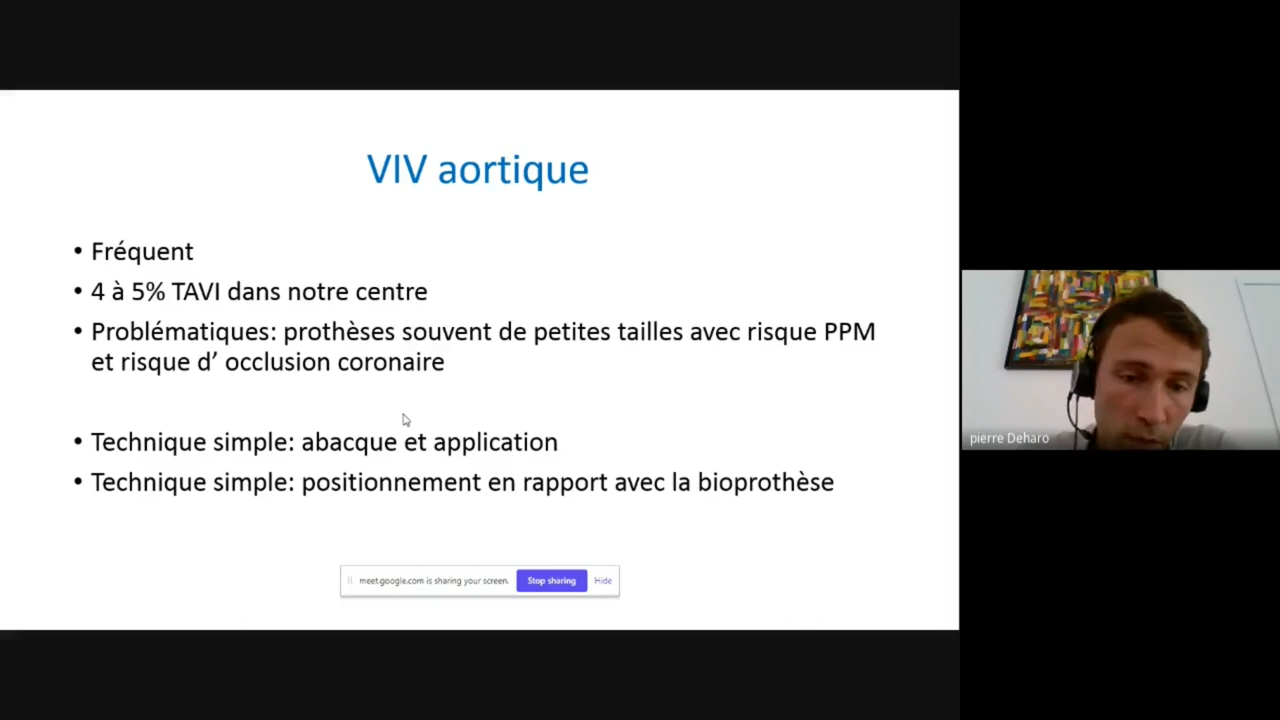 VIV aortique
• Fréquent
• 4 à 5% TAVI dans notre centre
• Problématiques: prothèses souvent de petites tailles avec risque PPM
et risque d’ occlusion coronaire
• Technique simple: abacque et application
• Technique simple: positionnement en rapport avec la bioprothèse
meet.google.com is sharing your screen. Stop sharing Hide
pierre Deharo